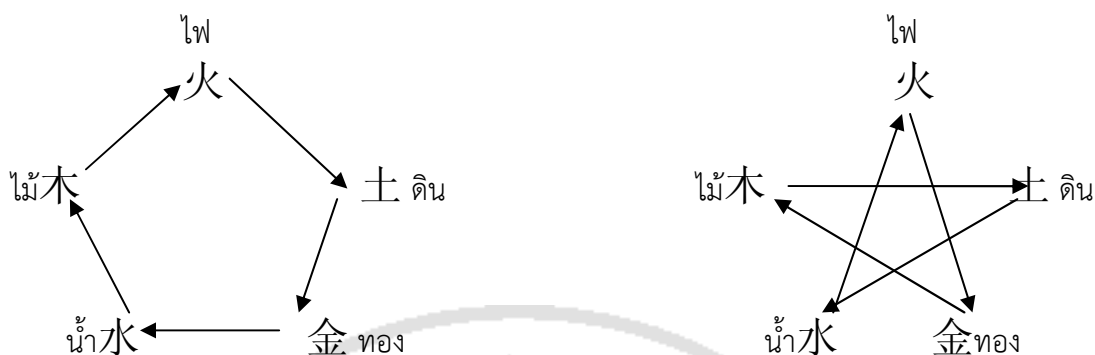 ไฟ
火
ไม้木
土 ดิน
น้ำ水
金 ทอง
ไฟ
火
ไม้木
土 ดิน
น้ำ水
金ทอง